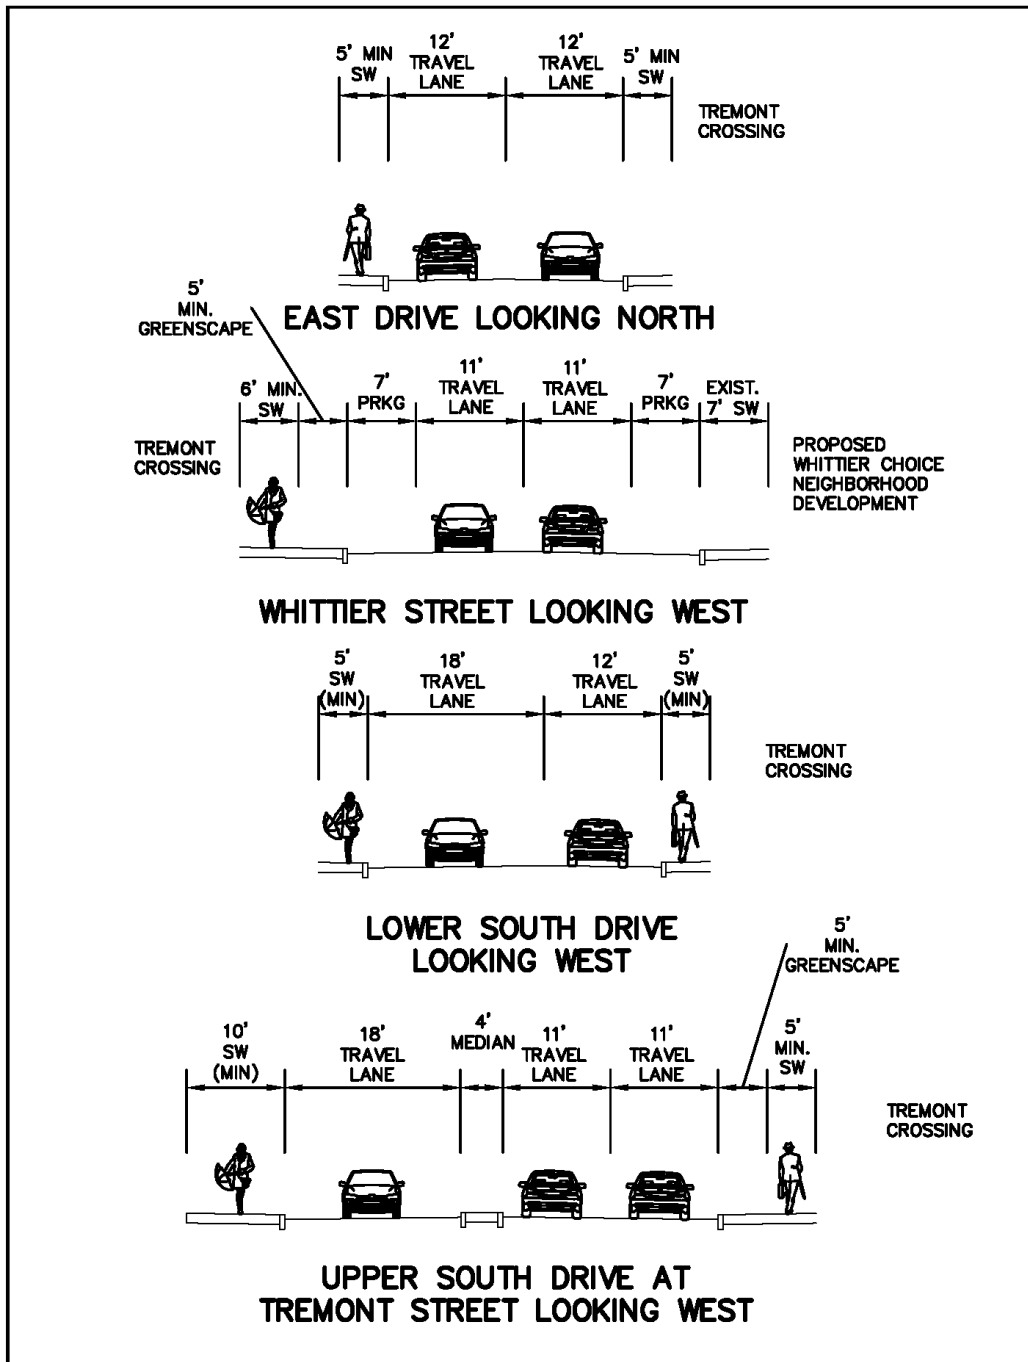 5' MIN
SW
12'
TRAVEL
LANE
12'
TRAVEL
LANE
5' MIN
SW
TREMONT
CROSSING
EAST DRIVE LOOKING NORTH
5'
MIN.
GREENSCAPE
6' MIN.
SW
7'
PRKG
11'
TRAVEL
LANE
11'
TRAVEL
LANE
7'
PRKG
EXIST.
7' SW
TREMONT
CROSSING
PROPOSED
WHITTIER CHOICE
NEIGHBORHOOD
DEVELOPMENT
WHITTIER STREET LOOKING WEST
5'
SW
(MIN)
18'
TRAVEL
LANE
12'
TRAVEL
LANE
5'
SW
(MIN)
TREMONT
CROSSING
LOWER SOUTH DRIVE
LOOKING WEST
5'
MIN.
GREENSCAPE
10'
SW
(MIN)
18'
TRAVEL
LANE
4'
MEDIAN
11'
TRAVEL
LANE
11'
TRAVEL
LANE
5'
MIN.
SW
TREMONT
CROSSING
UPPER SOUTH DRIVE AT
TREMONT STREET LOOKING WEST